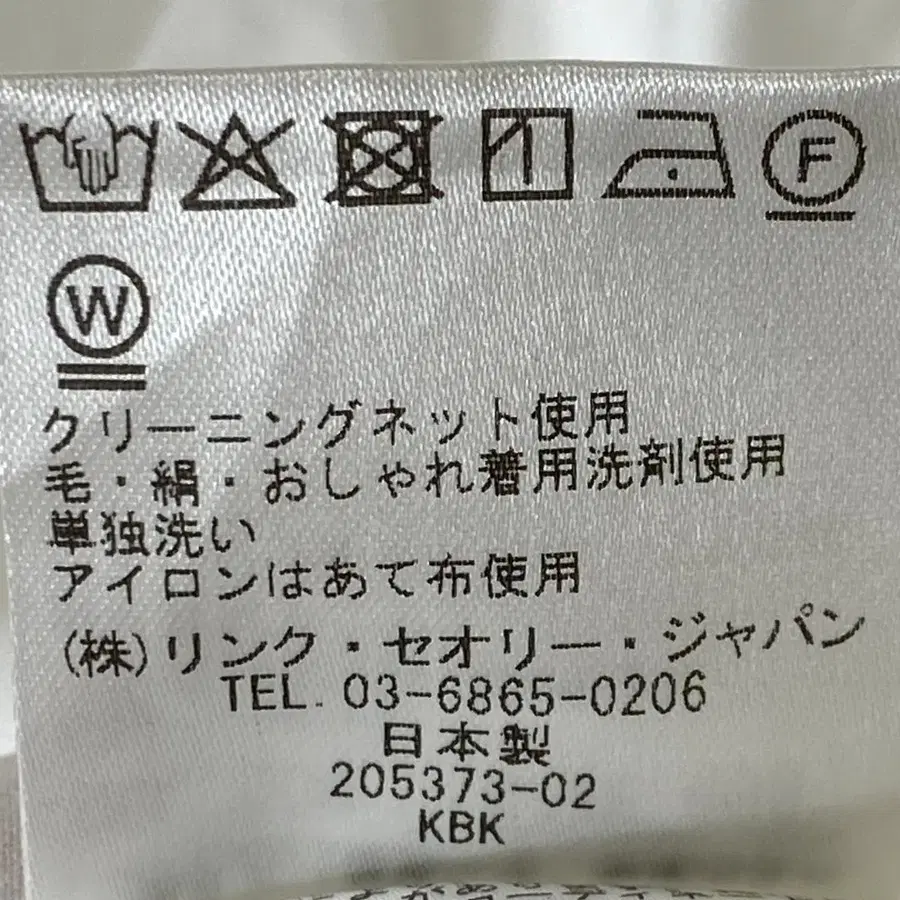 F
W
クリーニングネット使用
毛・絹・おしゃれ着用洗剤使用
単独洗い
アイロンはあて布使用
(株)リンク・セオリー・ジャパン
TEL. 03-6865-0206
日本製
205373-02
KBK